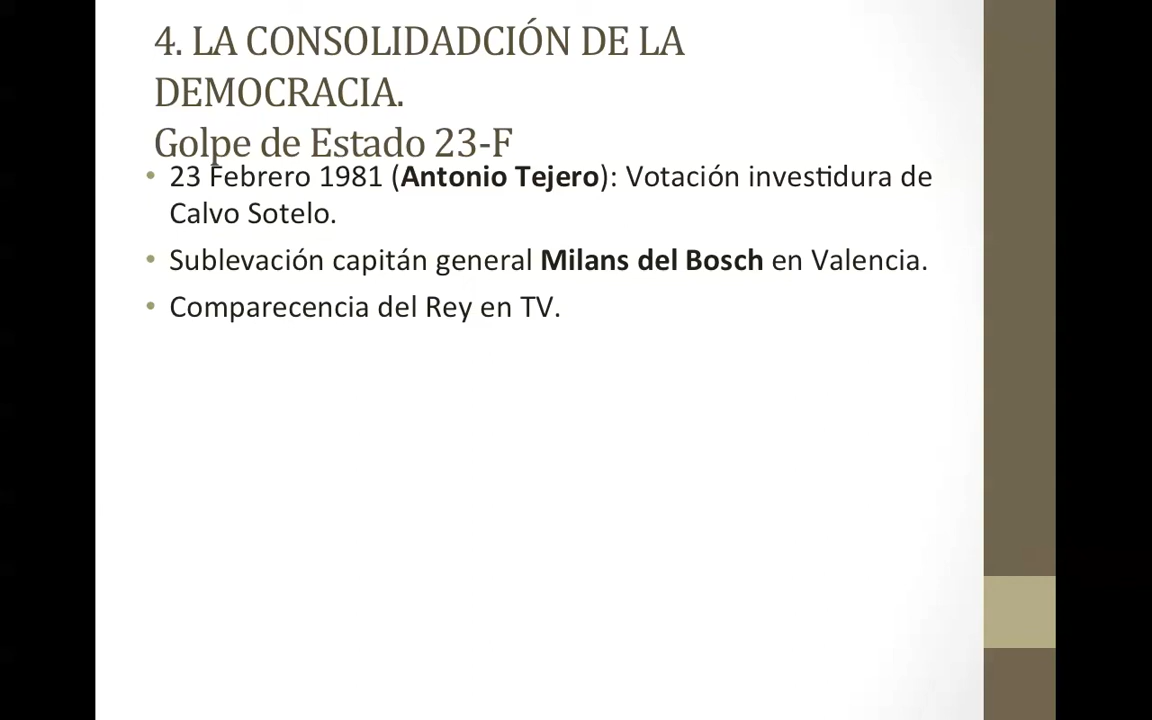 4. LA CONSOLIDADCIÓN DE LA
DEMOCRACIA.
Golpe de Estado 23-F
• 23 Febrero 1981 (Antonio Tejero): Votación investidura de
Calvo Sotelo.
• Sublevación capitán general Milans del Bosch en Valencia.
• Comparecencia del Rey en TV.